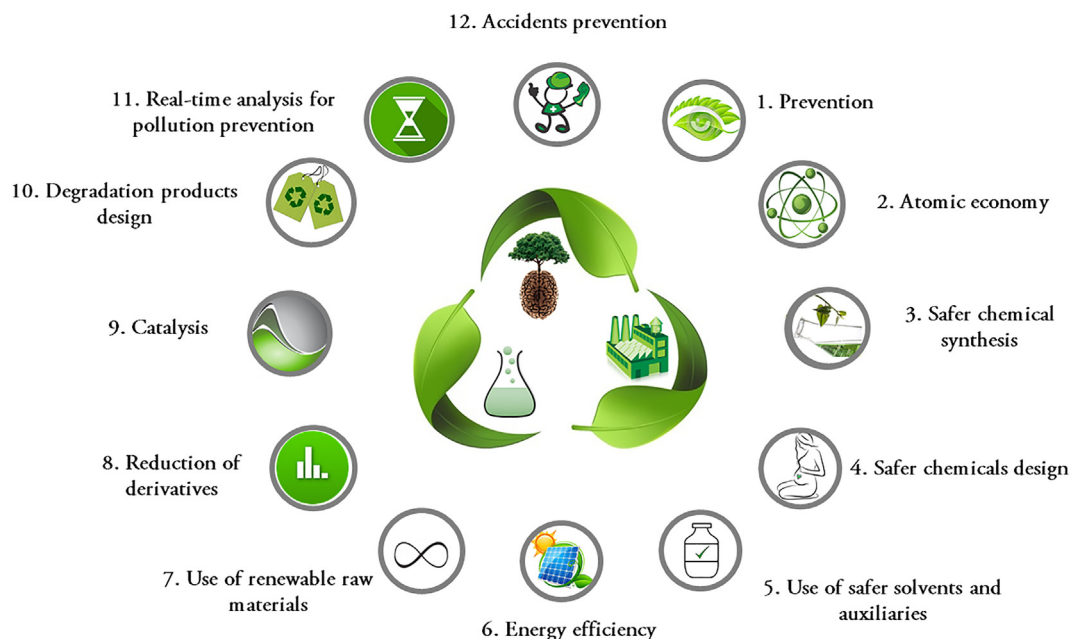 12. Accidents prevention
1. Prevention
2. Atomic economy
3. Safer chemical
synthesis
4. Safer chemicals design
5. Use of safer solvents and
auxiliaries
6. Energy efficiency
7. Use of renewable raw
materials
8. Reduction of
derivatives
9. Catalysis
10. Degradation products
design
11. Real-time analysis for
pollution prevention